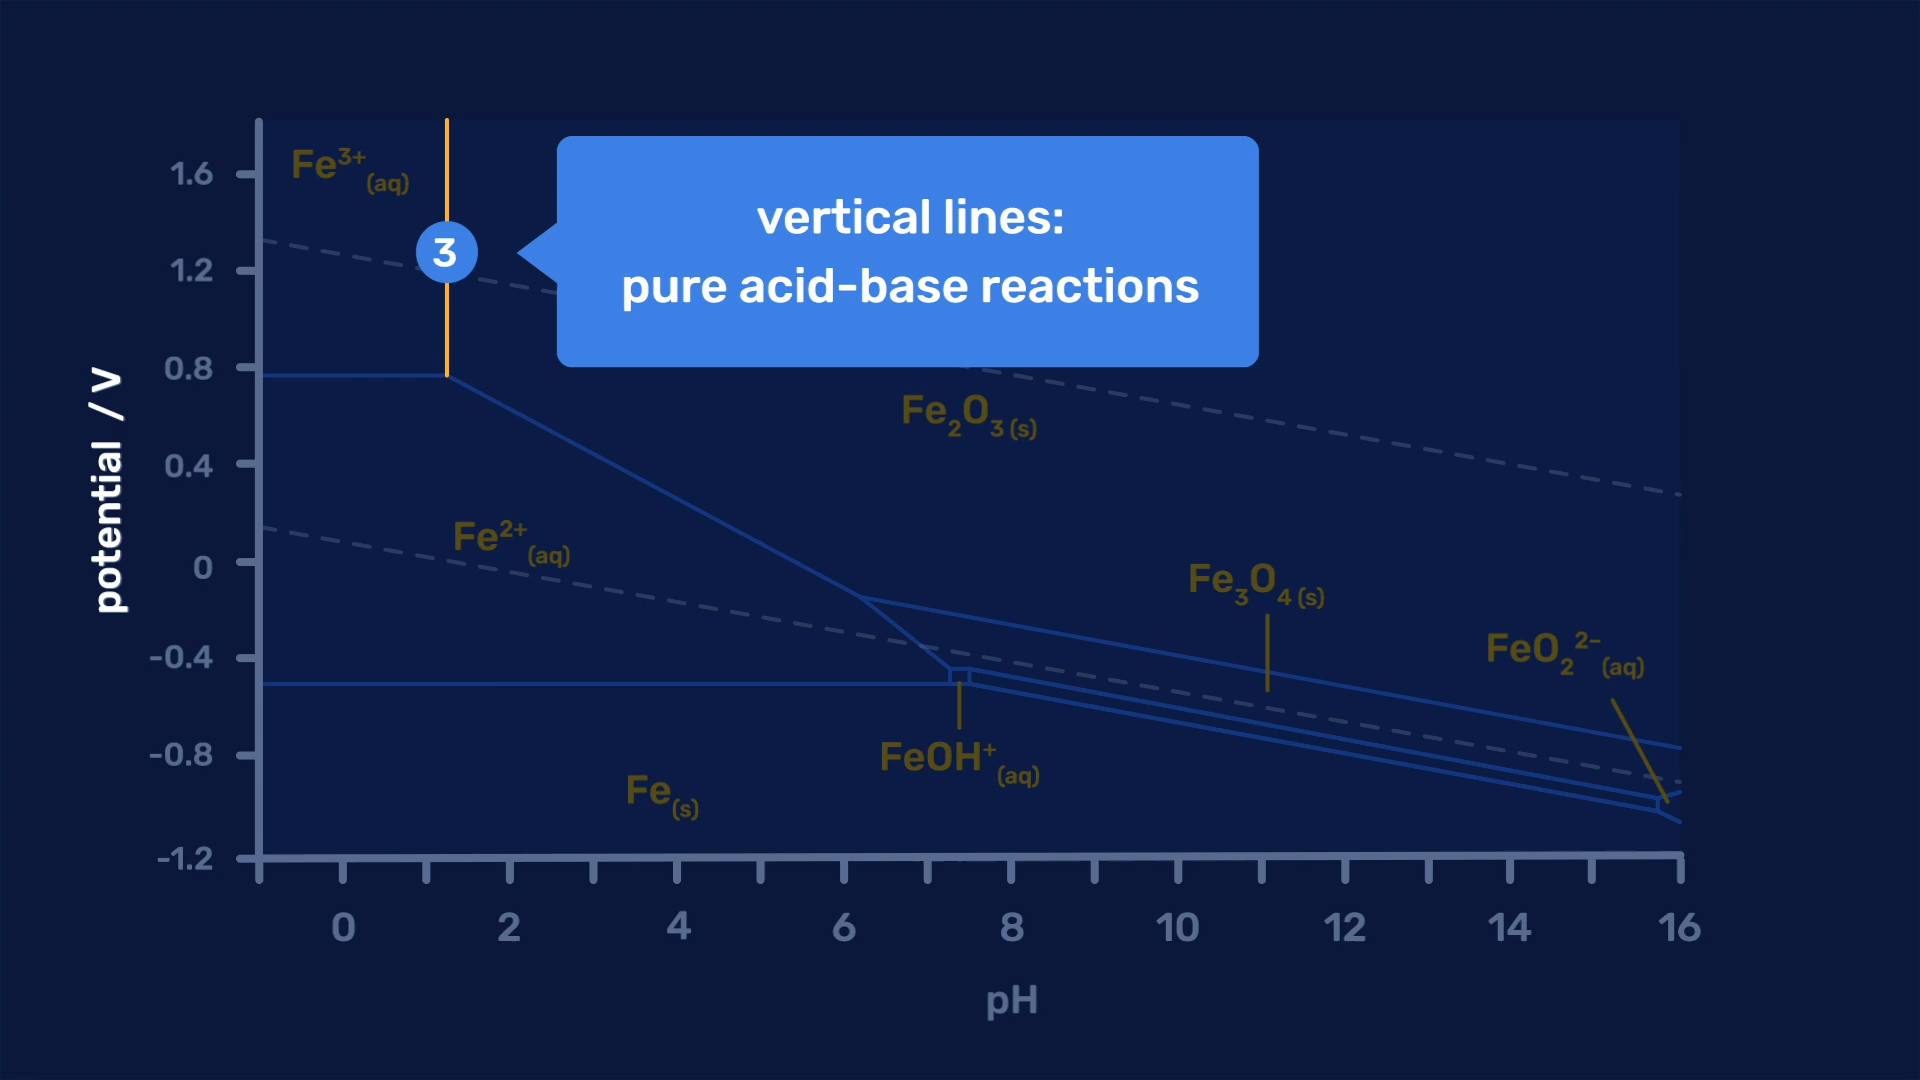 Fe³⁺(aq)
3
vertical lines:
pure acid-base reactions
1.6
1.2
0.8
0.4
0
-0.4
-0.8
-1.2
potential / V
Fe₂O₃ (s)
Fe²⁺(aq)
Fe₃O₄ (s)
FeO₂²⁻(aq)
FeOH⁺(aq)
Fe(s)
0 2 4 6 8 10 12 14 16
pH